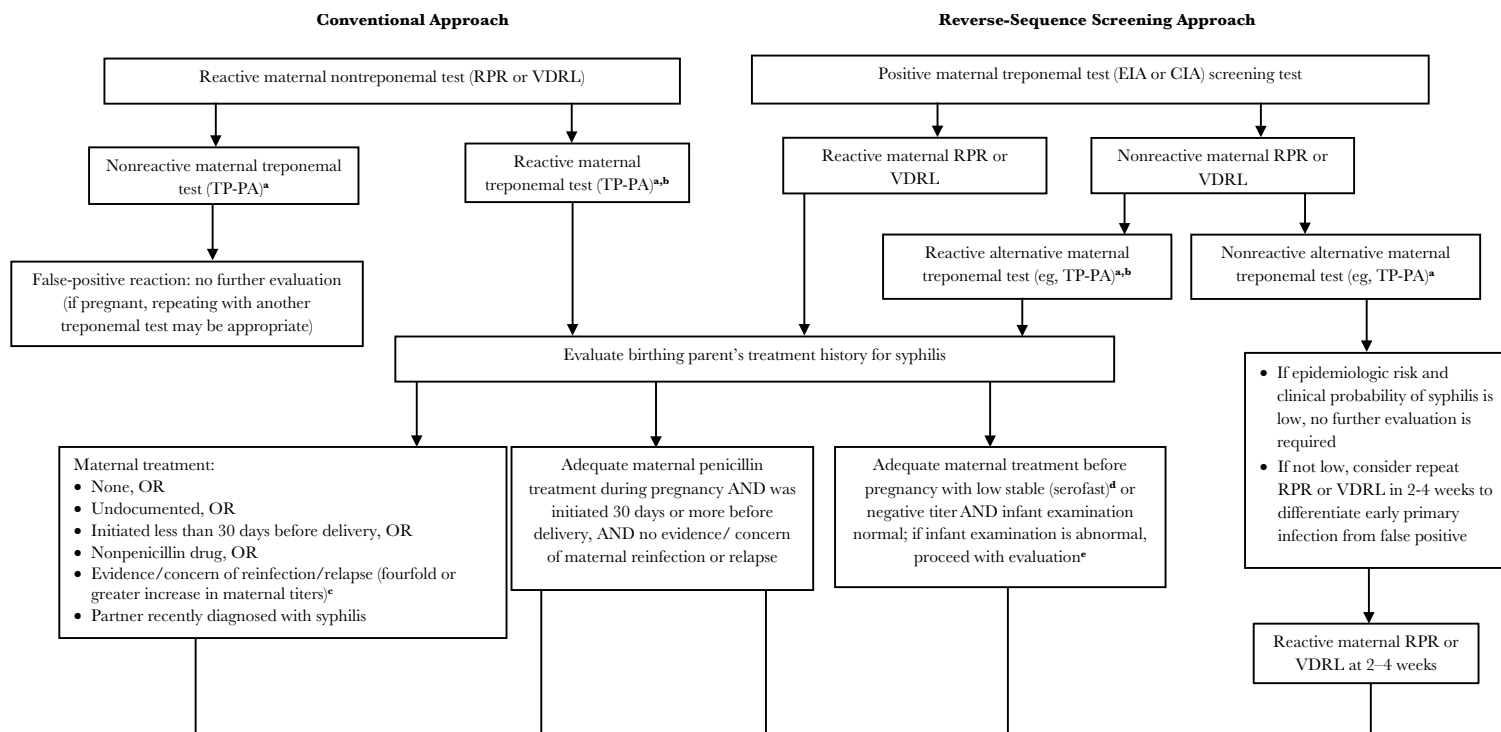 Conventional Approach
Reverse-Sequence Screening Approach
Reactive maternal nontreponemal test (RPR or VDRL)
Positive maternal treponemal test (EIA or CIA) screening test
Nonreactive maternal treponemal
test (TP-PA)a
Reactive maternal
treponemal test (TP-PA)a,b
Reactive maternal RPR or
VDRL
Nonreactive maternal RPR or
VDRL
False-positive reaction: no further evaluation
(if pregnant, repeating with another
treponemal test may be appropriate)
Reactive alternative maternal
treponemal test (eg, TP-PA)a,b
Nonreactive alternative maternal
treponemal test (eg, TP-PA)a
Evaluate birthing parent’s treatment history for syphilis
Maternal treatment:
• None, OR
• Undocumented, OR
• Initiated less than 30 days before delivery, OR
• Nonpenicillin drug, OR
• Evidence/concern of reinfection/relapse (fourfold or
greater increase in maternal titers)c
• Partner recently diagnosed with syphilis
Adequate maternal penicillin
treatment during pregnancy AND was
initiated 30 days or more before
delivery, AND no evidence/ concern
of maternal reinfection or relapse
Adequate maternal treatment before
pregnancy with low stable (serofast)d or
negative titer AND infant examination
normal; if infant examination is abnormal,
proceed with evaluatione
• If epidemiologic risk and
clinical probability of syphilis is
low, no further evaluation is
required
• If not low, consider repeat
RPR or VDRL in 2-4 weeks to
differentiate early primary
infection from false positive
Reactive maternal RPR or
VDRL at 2–4 weeks